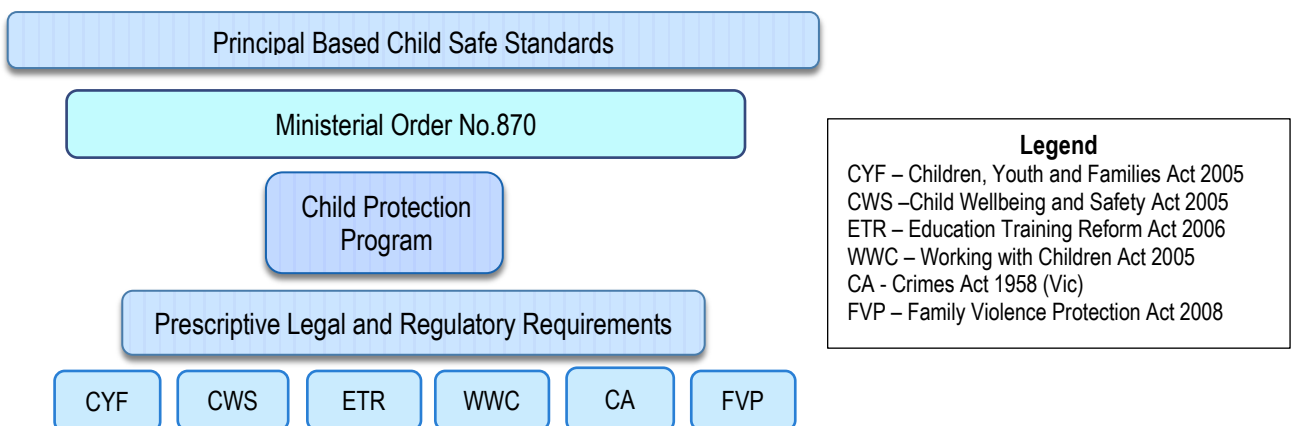 Principal Based Child Safe Standards
Ministerial Order No.870
Child Protection
Program
Prescriptive Legal and Regulatory Requirements
CYF
CWS
ETR
WWC
CA
FVP
Legend
CYF – Children, Youth and Families Act 2005
CWS –Child Wellbeing and Safety Act 2005
ETR – Education Training Reform Act 2006
WWC – Working with Children Act 2005
CA - Crimes Act 1958 (Vic)
FVP – Family Violence Protection Act 2008